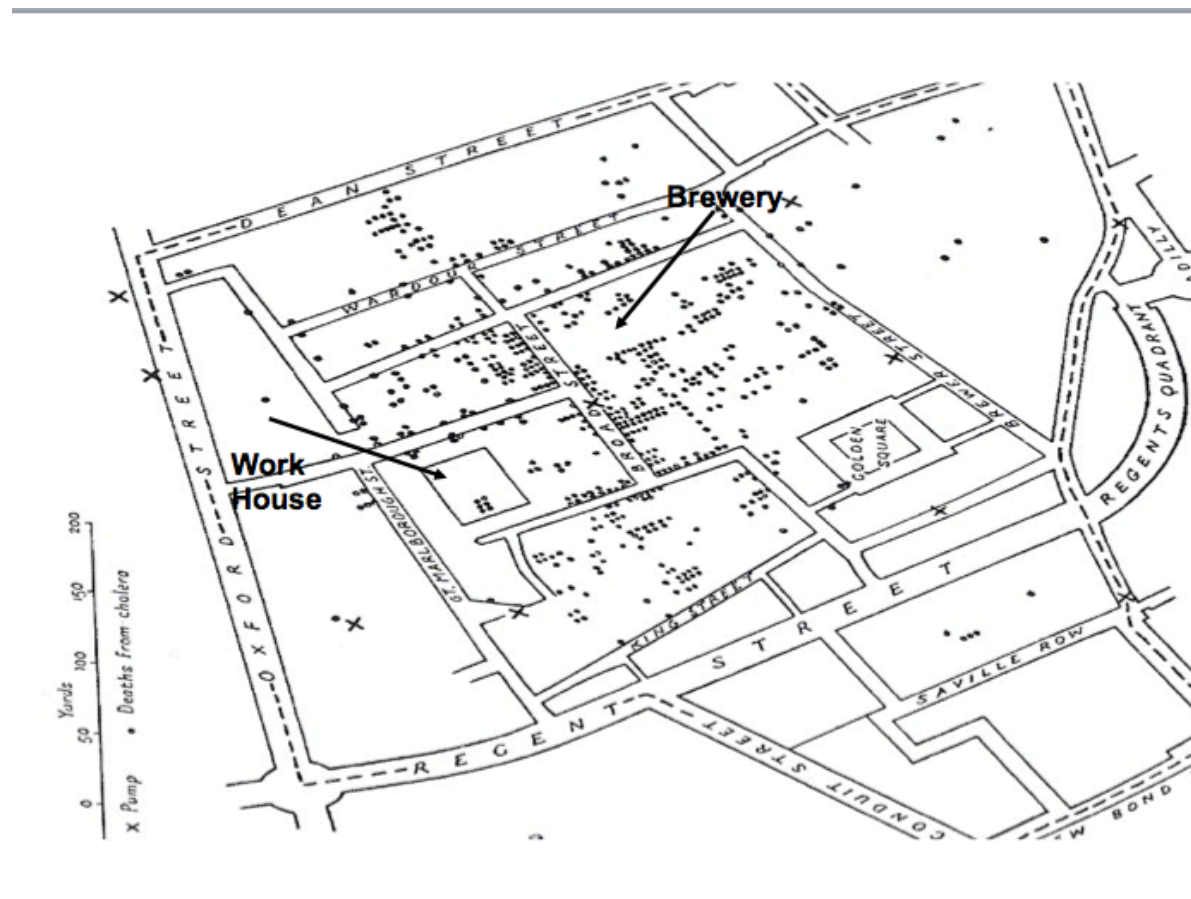 DEAN STREET
Brewery
WARDOUR STREET
BROAD STREET
BREWER STREET
ADILLY
REGENTS QUADRANT
GOLDEN
SQUARE
Work
House
GT. MARLBOROUGH ST
OXFORD STREET
KING STREET
REGENT STREET
SAVILLE ROW
CONDUIT STREET
W BOND
0 50 100 150 200
Yards
x Pump • Deaths from cholera